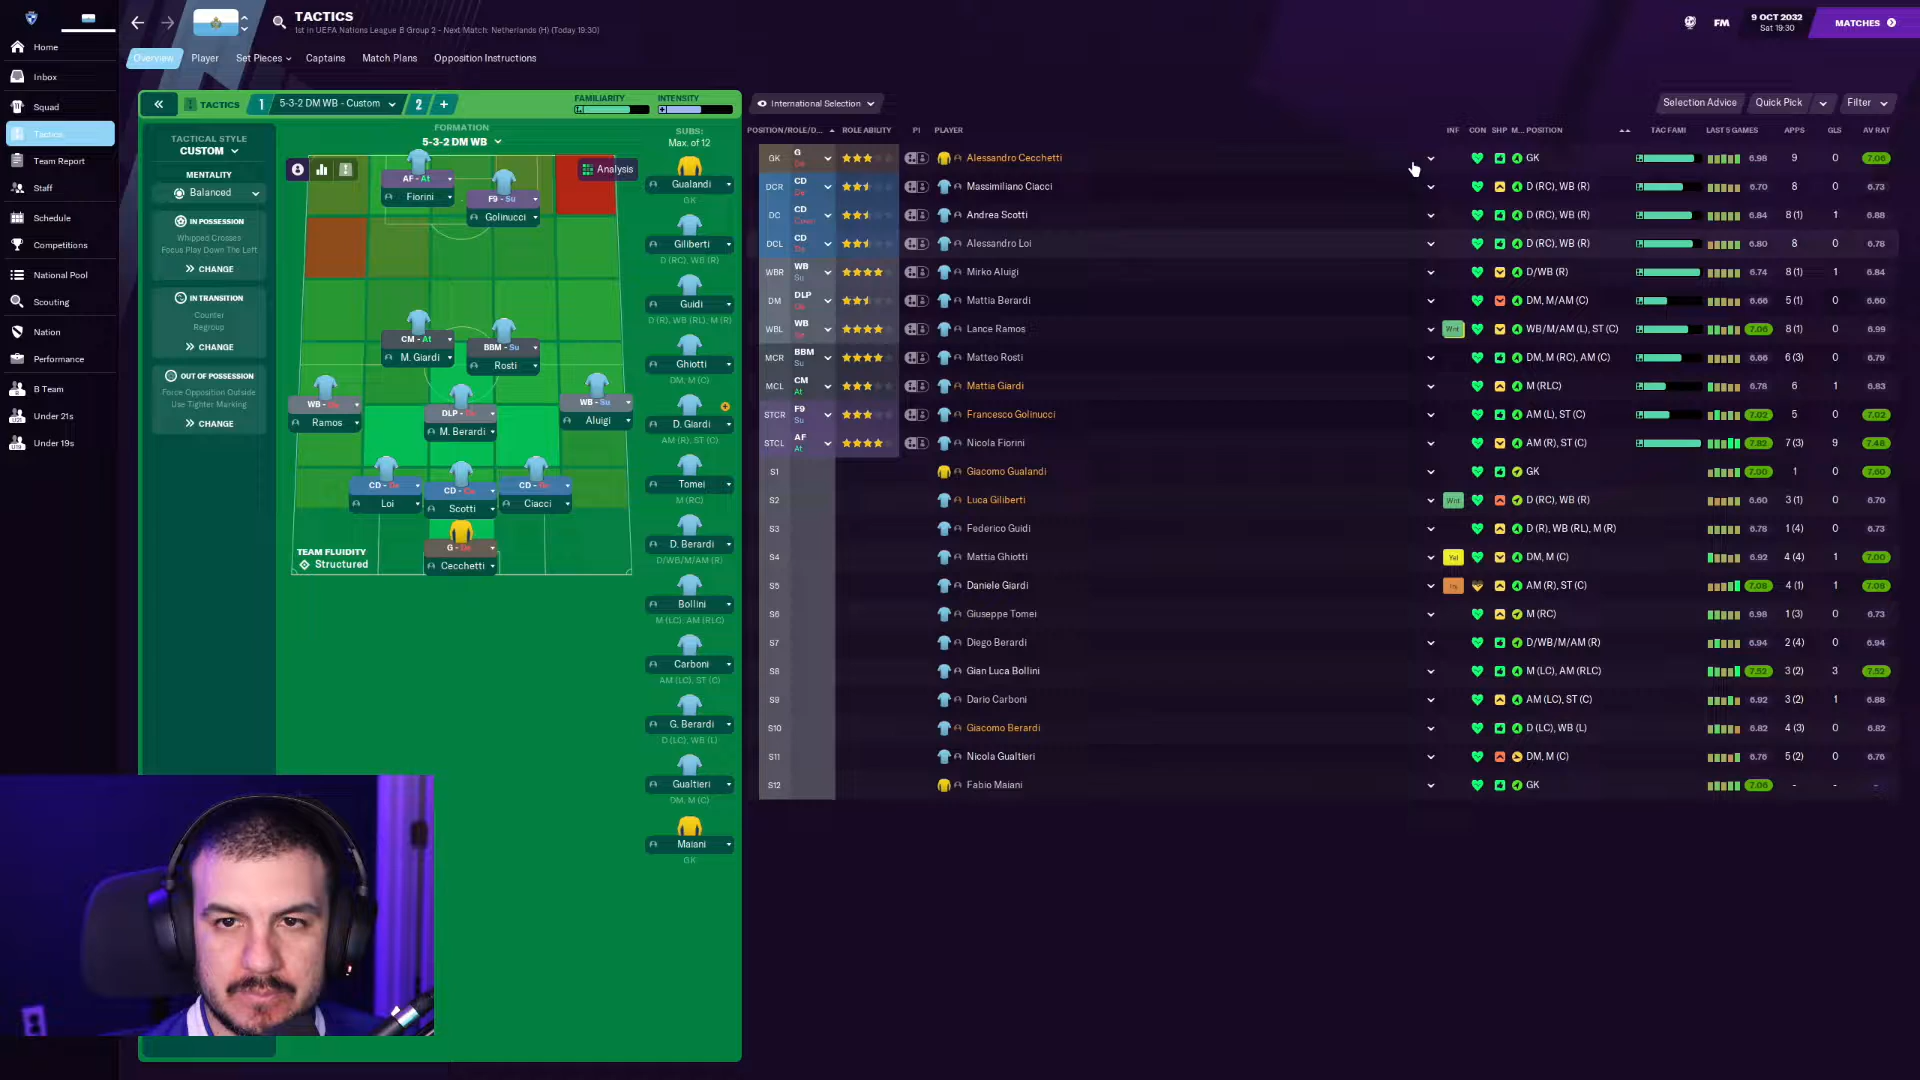 TACTICS
1st in UEFA Nations League B Group 2 - Next Match: Netherlands (H) (Today 19:30)
FM
9 OCT 2032
Sat 19:30
MATCHES
Home
Inbox
Squad
Tactics
Team Report
Staff
Schedule
Competitions
National Pool
Scouting
Nation
Performance
B Team
Under 21s
Under 19s
Overview
Player
Set Pieces
Captains
Match Plans
Opposition Instructions
TACTICS
1
5-3-2 DM WB - Custom
2
FAMILIARITY
INTENSITY
TACTICAL STYLE
CUSTOM
MENTALITY
Balanced
IN POSSESSION
Whipped Crosses
Focus Play Down The Left
CHANGE
IN TRANSITION
Counter
Regroup
CHANGE
OUT OF POSSESSION
Force Opposition Outside
Use Tighter Marking
CHANGE
FORMATION
5-3-2 DM WB
Analysis
AF - At
Fiorini
F9 - Su
Golinucci
CM - At
M. Giardi
BBM - Su
Rosti
WB - De
Ramos
DLP - De
M. Berardi
WB - Su
Aluigi
CD - De
Loi
CD - Co
Scotti
CD - De
Ciacci
G - De
Cecchetti
TEAM FLUIDITY
Structured
SUBS:
Max. of 12
Gualandi
GK
Giliberti
D (RC), WB (R)
Guidi
D (R), WB (RL), M (R)
Ghiotti
DM, M (C)
D. Giardi
AM (R), ST (C)
Tomei
M (RC)
D. Berardi
D/WB/M/AM (R)
Bollini
M (LC), AM (RLC)
Carboni
AM (LC), ST (C)
G. Berardi
D (LC), WB (L)
Gualtieri
DM, M (C)
Maiani
GK
International Selection
Selection Advice
Quick Pick
Filter
POSITION/ROLE/D... ROLE ABILITY PI PLAYER INF CON SHP M... POSITION TAC FAMI LAST 5 GAMES APPS GLS AV RAT
GK G De Alessandro Cecchetti GK 6.98 9 0 7.06
DCR CD De Massimiliano Ciacci D (RC), WB (R) 6.70 8 0 6.73
DC CD Cover Andrea Scotti D (RC), WB (R) 6.84 8 (1) 1 6.88
DCL CD De Alessandro Loi D (RC), WB (R) 6.80 8 0 6.78
WBR WB Su Mirko Aluigi D/WB (R) 6.74 8 (1) 1 6.84
DM DLP De Mattia Berardi DM, M/AM (C) 6.66 5 (1) 0 6.60
WBL WB De Lance Ramos Wnt WB/M/AM (L), ST (C) 7.06 8 (1) 1 6.99
MCR BBM Su Matteo Rosti DM, M (RC), AM (C) 6.66 6 (3) 0 6.79
MCL CM At Mattia Giardi M (RLC) 6.78 6 1 6.83
STCR F9 Su Francesco Golinucci AM (L), ST (C) 7.02 5 0 7.02
STCL AF At Nicola Fiorini AM (R), ST (C) 7.82 7 (3) 9 7.48
S1 Giacomo Gualandi GK 7.00 1 0 7.60
S2 Luca Giliberti Wnt D (RC), WB (R) 6.60 3 (1) 0 6.70
S3 Federico Guidi D (R), WB (RL), M (R) 6.78 1 (4) 0 6.73
S4 Mattia Ghiotti Yel DM, M (C) 6.92 4 (4) 1 7.00
S5 Daniele Giardi AM (R), ST (C) 7.08 4 (1) 1 7.08
S6 Giuseppe Tomei M (RC) 6.98 1 (3) 0 6.73
S7 Diego Berardi D/WB/M/AM (R) 6.94 2 (4) 0 6.94
S8 Gian Luca Bollini M (LC), AM (RLC) 7.52 3 (2) 3 7.52
S9 Dario Carboni AM (LC), ST (C) 6.92 3 (2) 1 6.88
S10 Giacomo Berardi D (LC), WB (L) 6.82 4 (3) 0 6.82
S11 Nicola Gualtieri DM, M (C) 6.76 5 (2) 0 6.76
S12 Fabio Maiani GK 7.06 - - -